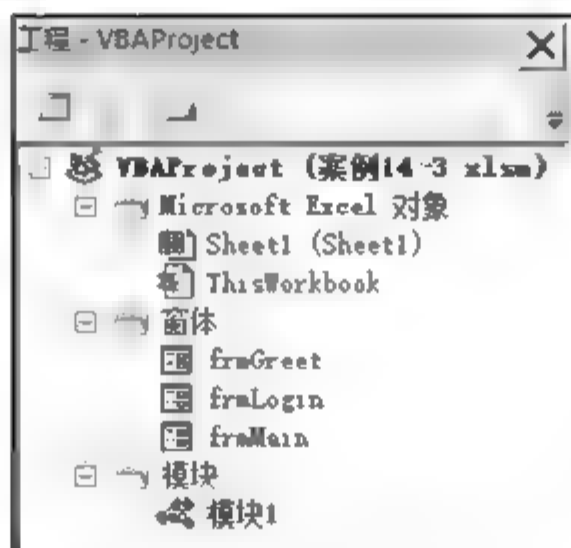 工程 - VBAProject
VBAProject (案例14-3 xlsm)
Microsoft Excel 对象
Sheet1 (Sheet1)
ThisWorkbook
窗体
frmGreet
frmLogin
frmMain
模块
模块1